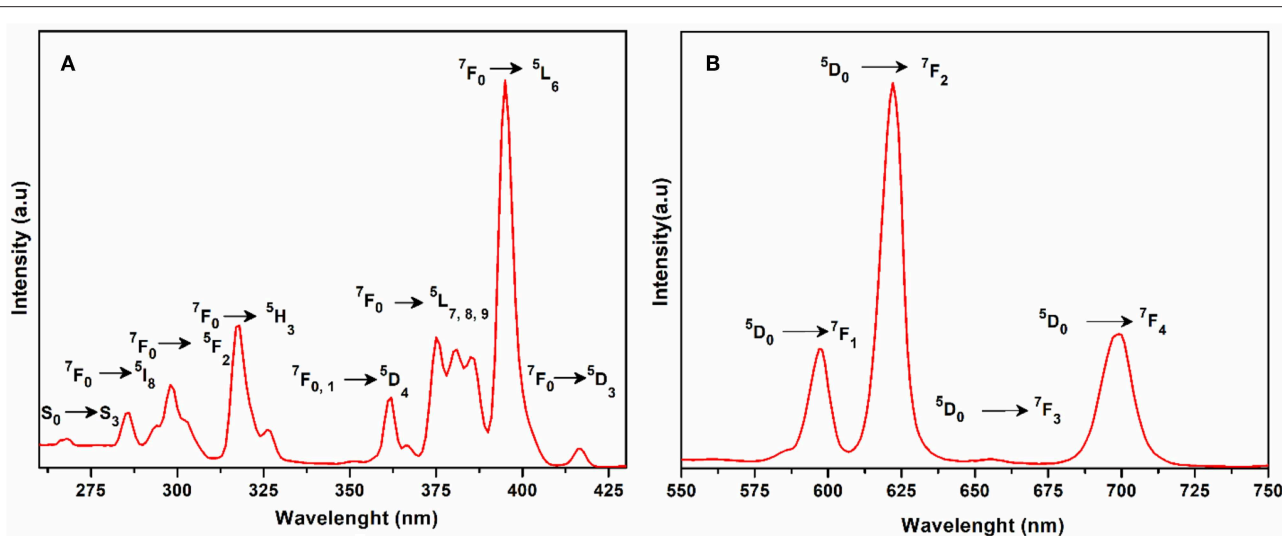 A
⁷F₀ → ⁵L₆
⁷F₀ → ⁵L₇, ₈, ₉
⁷F₀ → ⁵H₃
⁷F₀ → ⁵F₂
⁷F₀ → ⁵I₈
⁷F₀, ₁ → ⁵D₄
⁷F₀ → ⁵D₃
S₀ → S₃
Intensity (a.u)
275 300 325 350 375 400 425
Wavelenght (nm)
B
⁵D₀ → ⁷F₂
⁵D₀ → ⁷F₁
⁵D₀ → ⁷F₄
⁵D₀ → ⁷F₃
Intensity(a.u)
550 575 600 625 650 675 700 725 750
Wavelenght (nm)